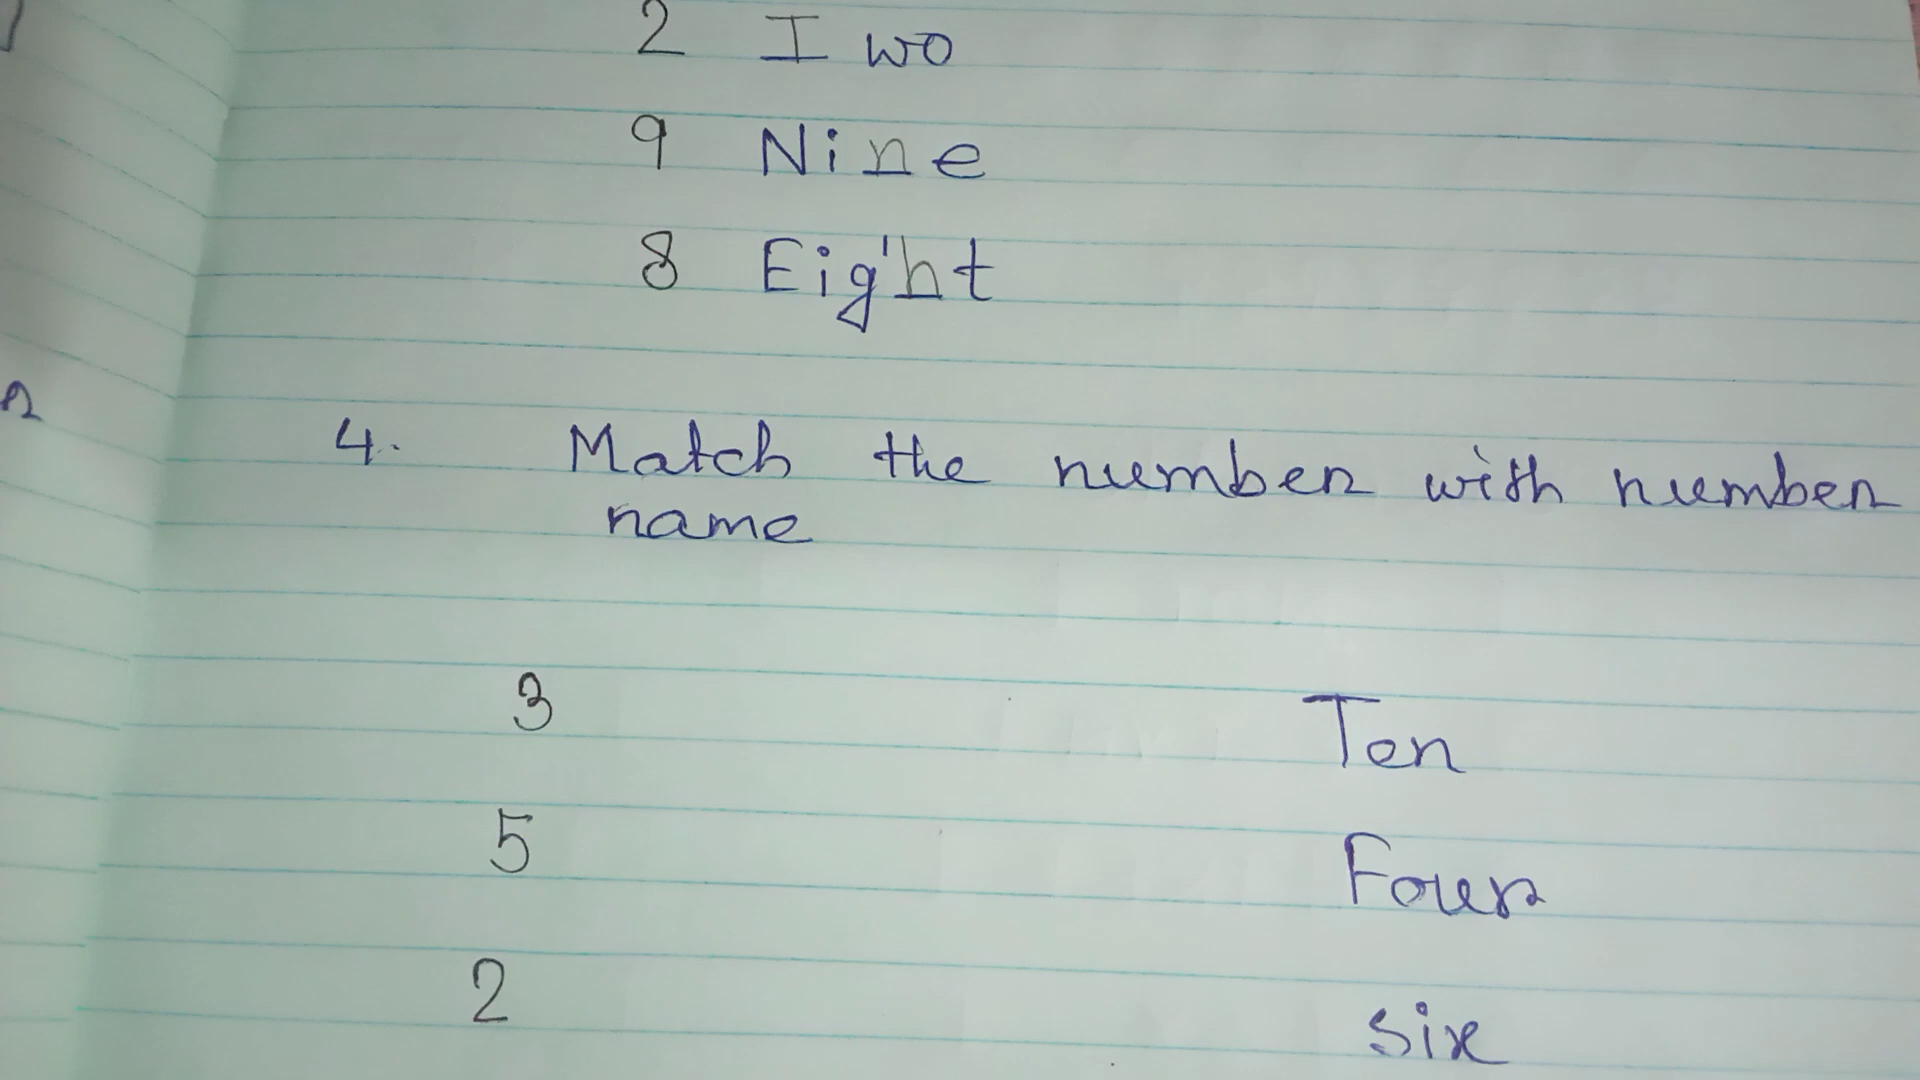 2 Two
9 Nine
8 Eight
4. Match the number with number
name
3 Ten
5 Four
2 Six